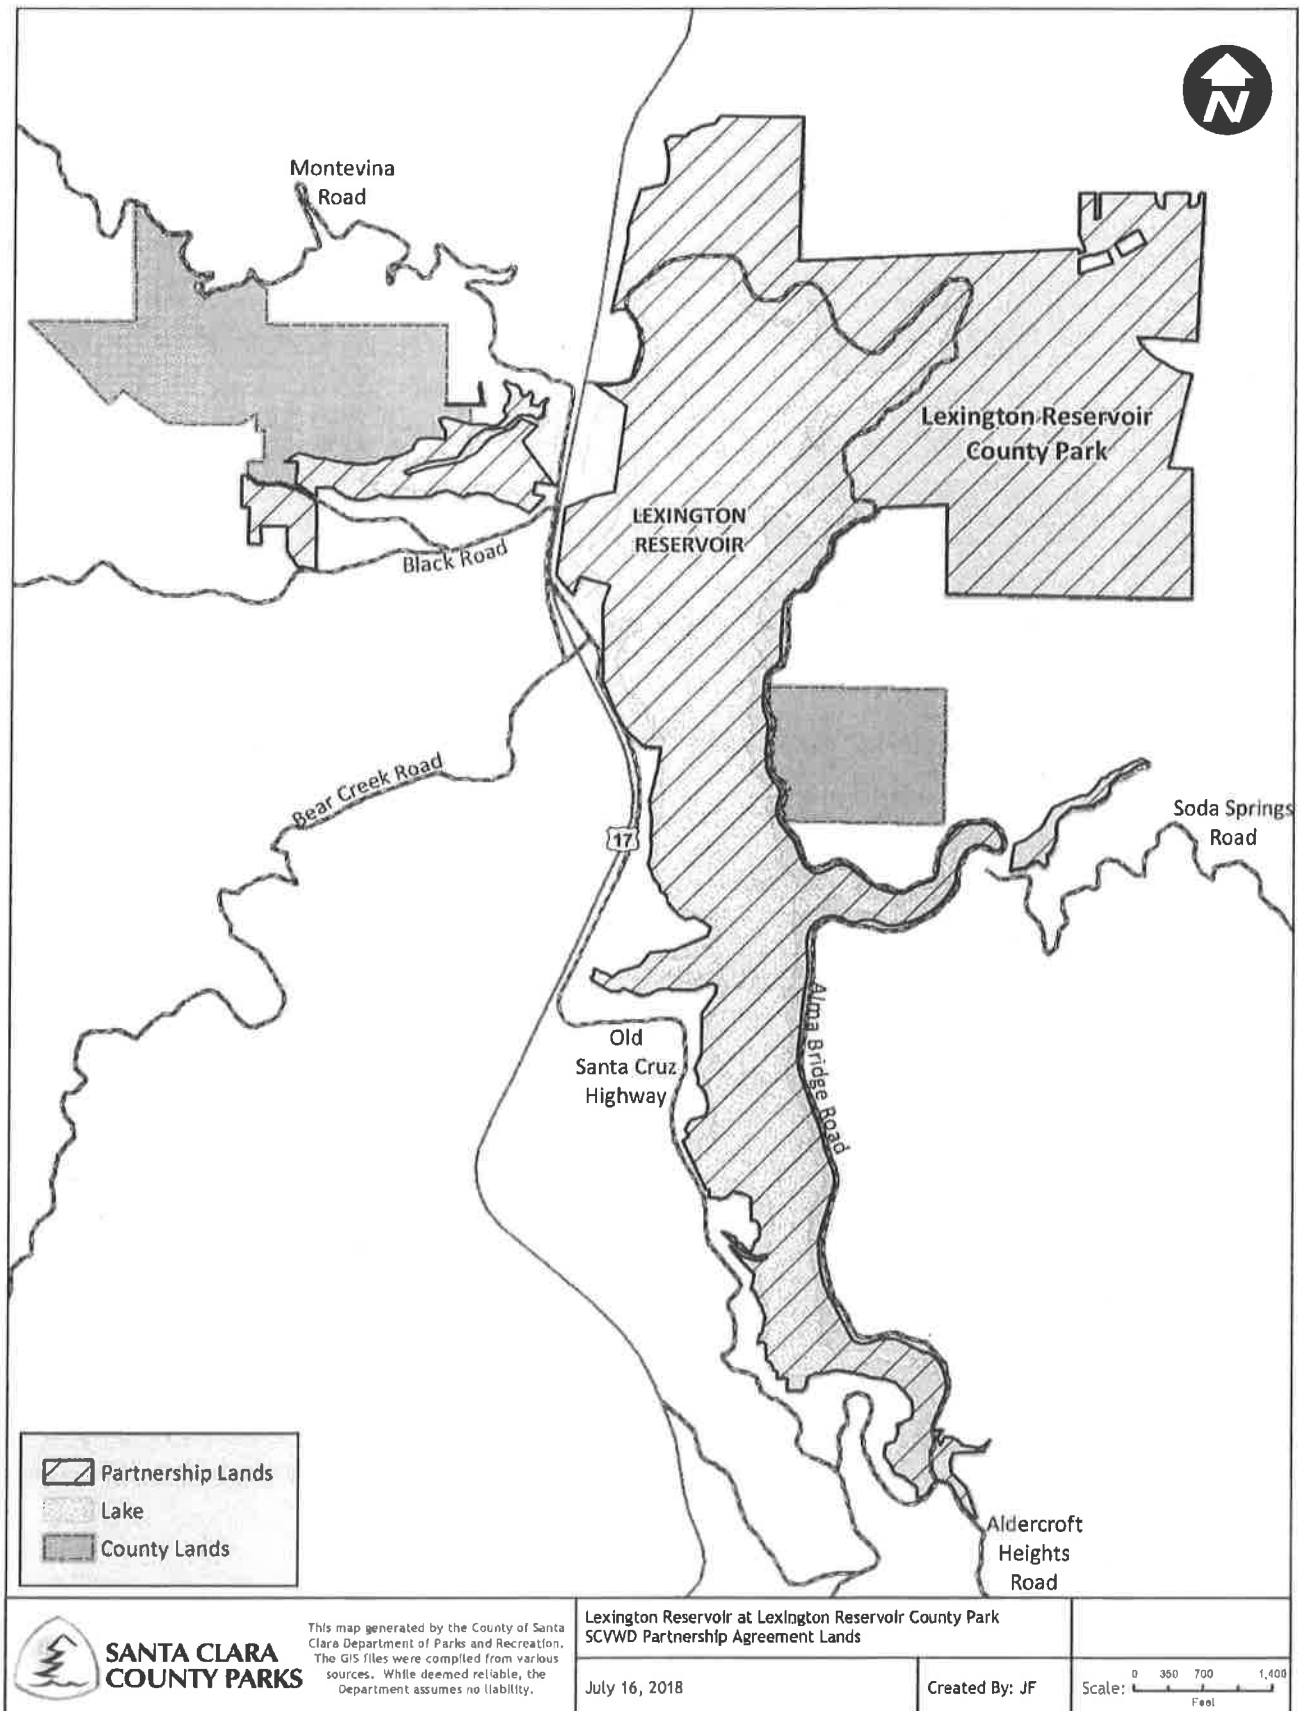 N
Montevina
Road
Lexington Reservoir
County Park
LEXINGTON
RESERVOIR
Black Road
Bear Creek Road
17
Soda Springs
Road
Old
Santa Cruz
Highway
Alma Bridge Road
Aldercroft
Heights
Road
Partnership Lands
Lake
County Lands
SANTA CLARA
COUNTY PARKS
This map generated by the County of Santa
Clara Department of Parks and Recreation.
The GIS files were compiled from various
sources. While deemed reliable, the
Department assumes no liability.
Lexington Reservoir at Lexington Reservoir County Park
SCVWD Partnership Agreement Lands
July 16, 2018
Created By: JF
Scale:
0 350 700 1,400
Feet